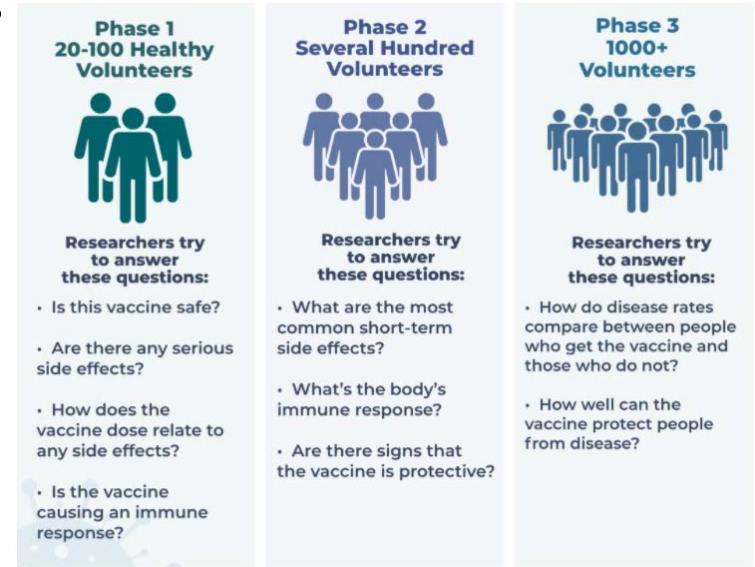 Phase 1
20-100 Healthy
Volunteers
Researchers try
to answer
these questions:
• Is this vaccine safe?
• Are there any serious
side effects?
• How does the
vaccine dose relate to
any side effects?
• Is the vaccine
causing an immune
response?
Phase 2
Several Hundred
Volunteers
Researchers try
to answer
these questions:
• What are the most
common short-term
side effects?
• What's the body's
immune response?
• Are there signs that
the vaccine is protective?
Phase 3
1000+
Volunteers
Researchers try
to answer
these questions:
• How do disease rates
compare between people
who get the vaccine and
those who do not?
• How well can the
vaccine protect people
from disease?